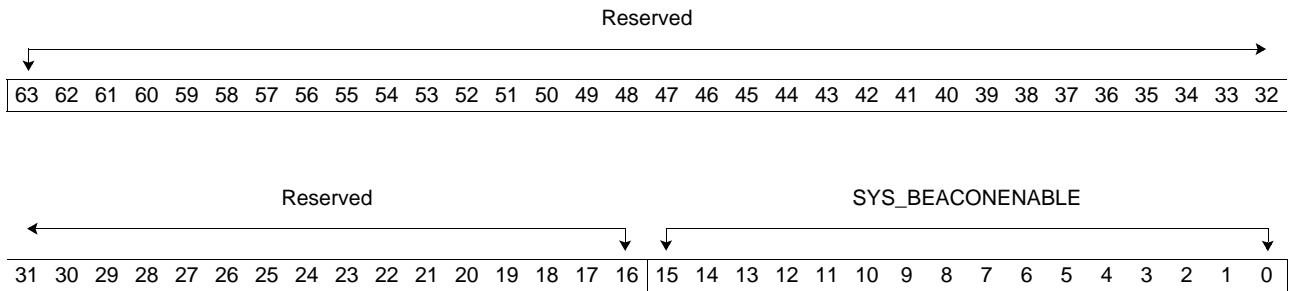 Reserved
63 62 61 60 59 58 57 56 55 54 53 52 51 50 49 48 47 46 45 44 43 42 41 40 39 38 37 36 35 34 33 32
Reserved SYS_BEACONENABLE
31 30 29 28 27 26 25 24 23 22 21 20 19 18 17 16 15 14 13 12 11 10 9 8 7 6 5 4 3 2 1 0